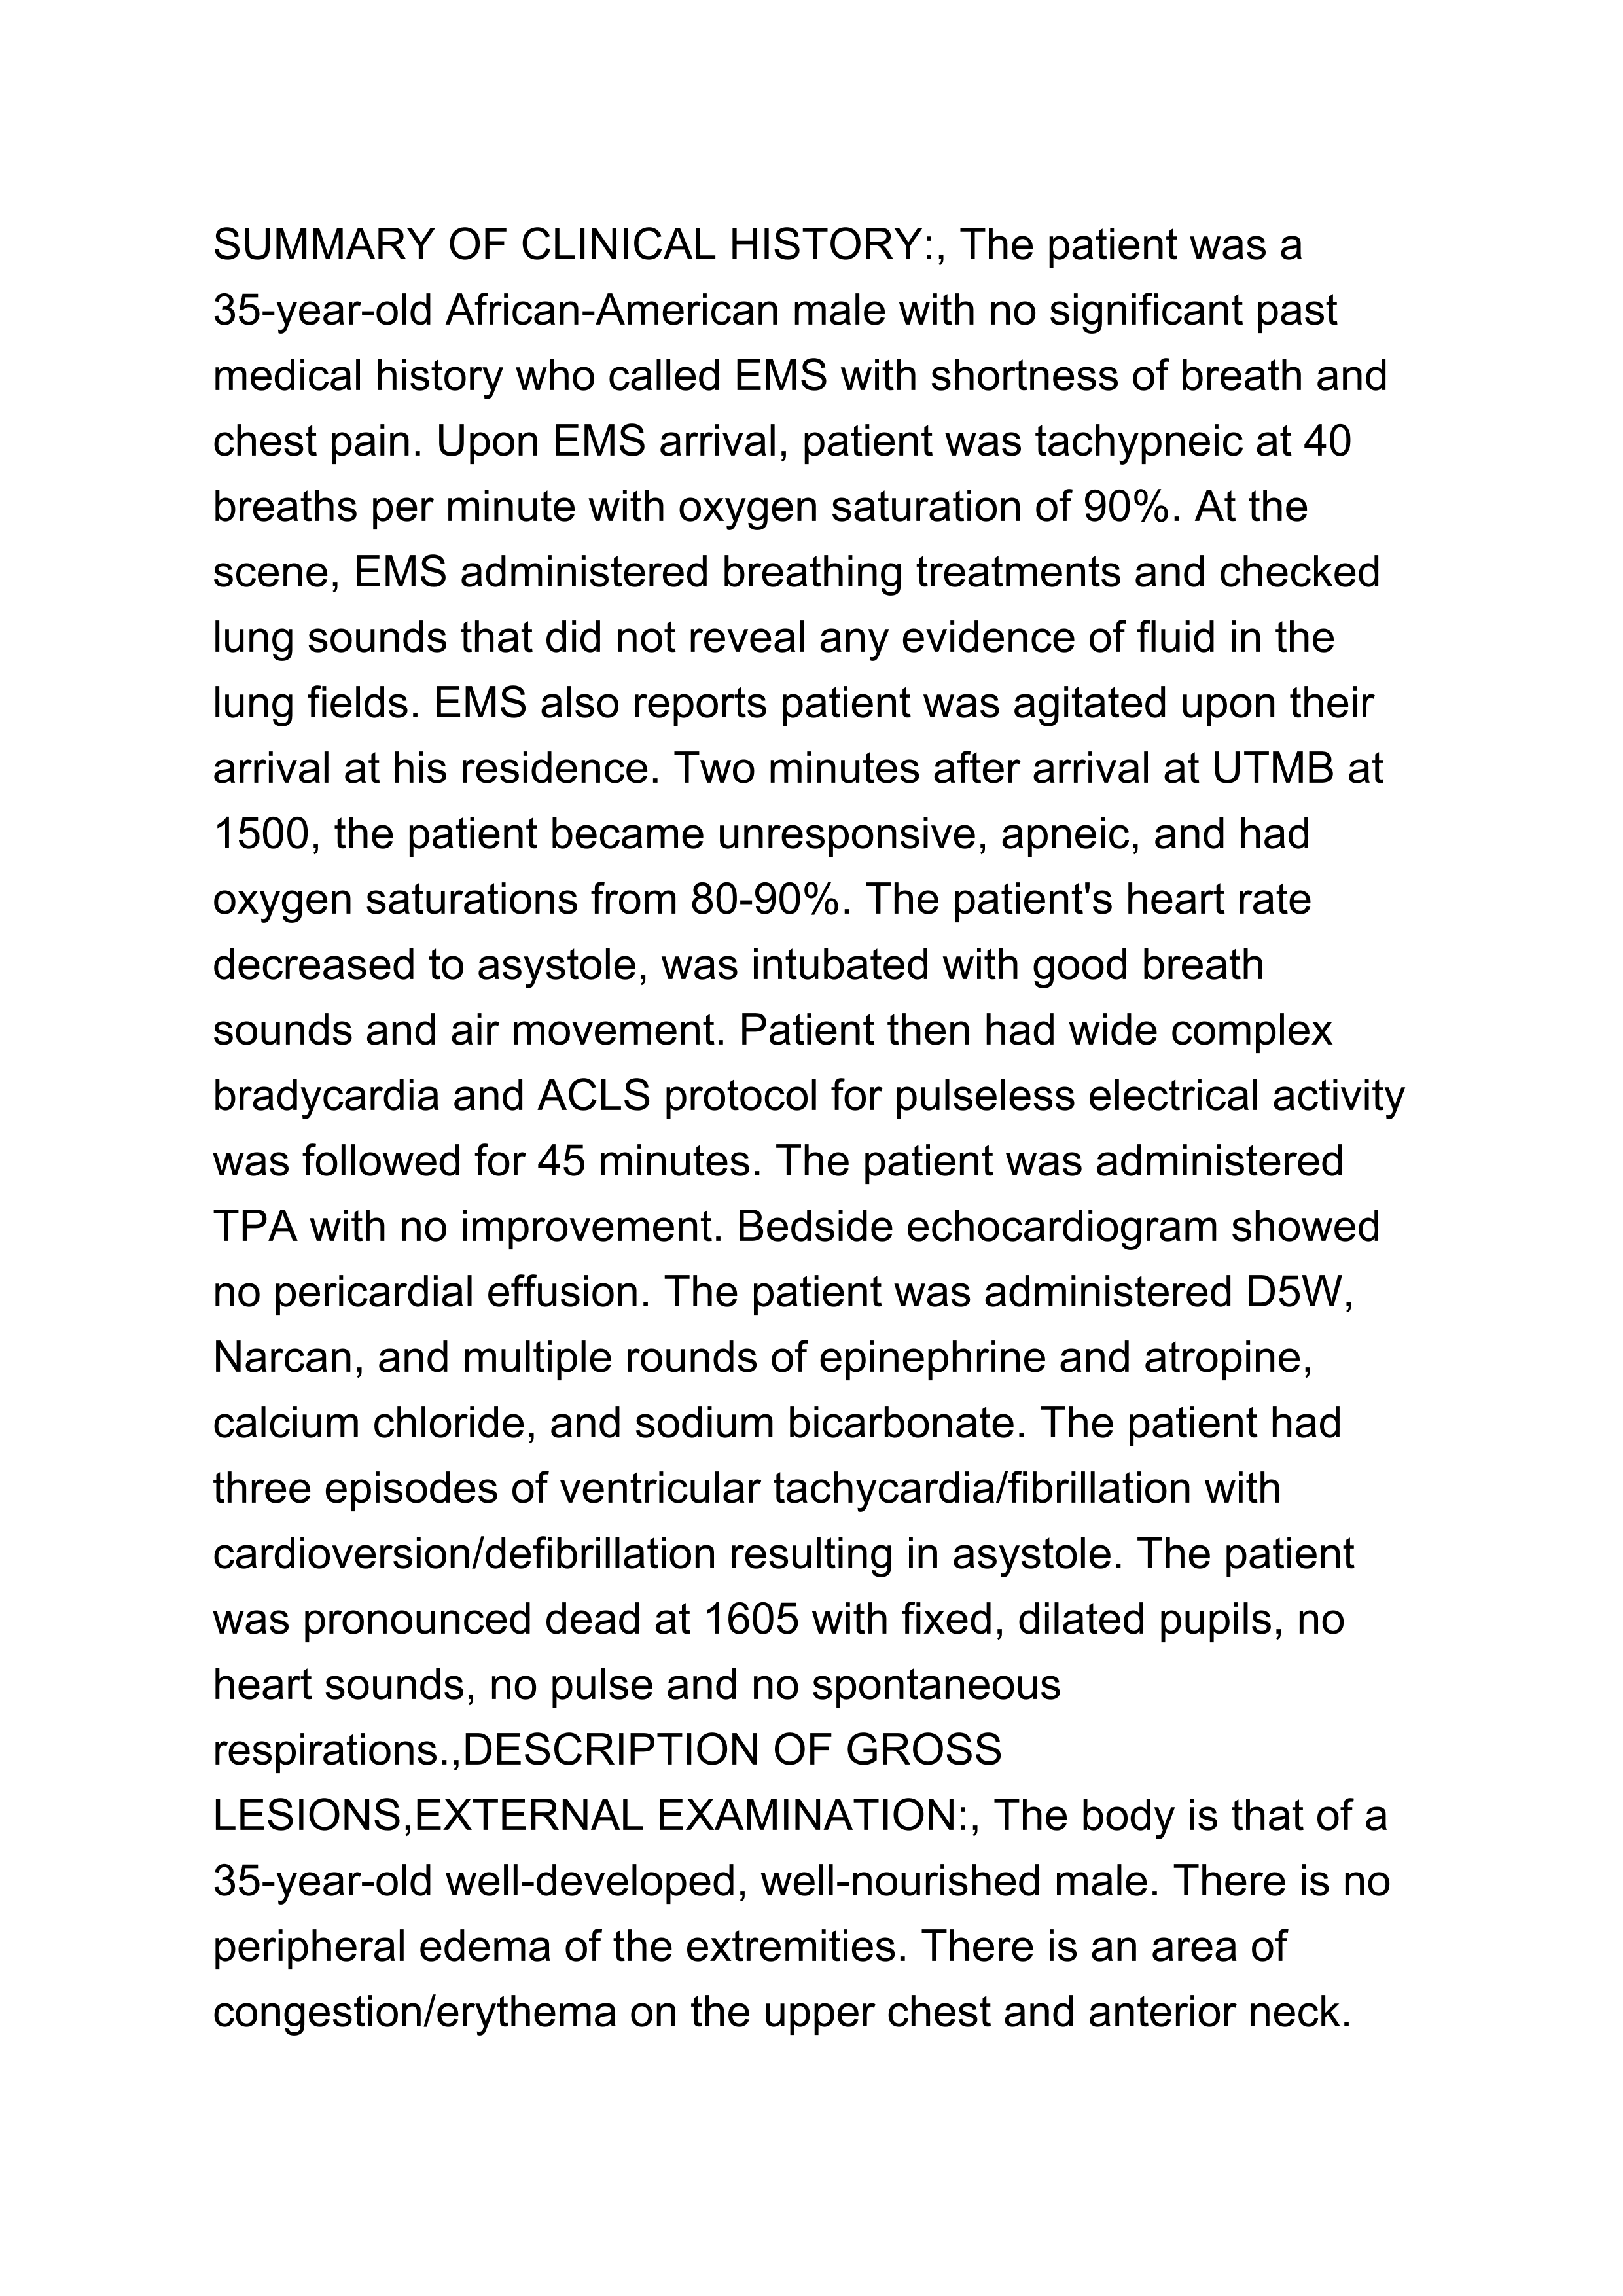 SUMMARY OF CLINICAL HISTORY:, The patient was a
35-year-old African-American male with no significant past
medical history who called EMS with shortness of breath and
chest pain. Upon EMS arrival, patient was tachypneic at 40
breaths per minute with oxygen saturation of 90%. At the
scene, EMS administered breathing treatments and checked
lung sounds that did not reveal any evidence of fluid in the
lung fields. EMS also reports patient was agitated upon their
arrival at his residence. Two minutes after arrival at UTMB at
1500, the patient became unresponsive, apneic, and had
oxygen saturations from 80-90%. The patient's heart rate
decreased to asystole, was intubated with good breath
sounds and air movement. Patient then had wide complex
bradycardia and ACLS protocol for pulseless electrical activity
was followed for 45 minutes. The patient was administered
TPA with no improvement. Bedside echocardiogram showed
no pericardial effusion. The patient was administered D5W,
Narcan, and multiple rounds of epinephrine and atropine,
calcium chloride, and sodium bicarbonate. The patient had
three episodes of ventricular tachycardia/fibrillation with
cardioversion/defibrillation resulting in asystole. The patient
was pronounced dead at 1605 with fixed, dilated pupils, no
heart sounds, no pulse and no spontaneous
respirations.,DESCRIPTION OF GROSS
LESIONS,EXTERNAL EXAMINATION:, The body is that of a
35-year-old well-developed, well-nourished male. There is no
peripheral edema of the extremities. There is an area of
congestion/erythema on the upper chest and anterior neck.